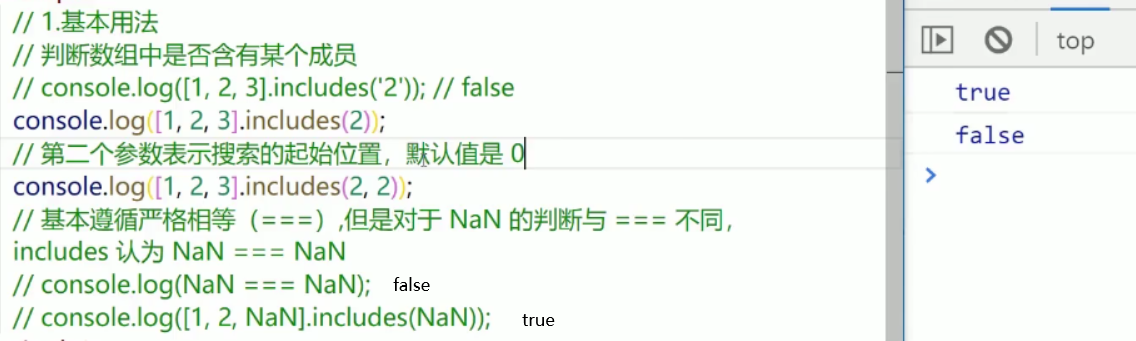 // 1.基本用法
// 判断数组中是否含有某个成员
// console.log([1, 2, 3].includes('2')); // false
console.log([1, 2, 3].includes(2));
// 第二个参数表示搜索的起始位置，默认值是 0
console.log([1, 2, 3].includes(2, 2));
// 基本遵循严格相等（===）,但是对于 NaN 的判断与 === 不同，
includes 认为 NaN === NaN
// console.log(NaN === NaN); false
// console.log([1, 2, NaN].includes(NaN)); true
top
true
false